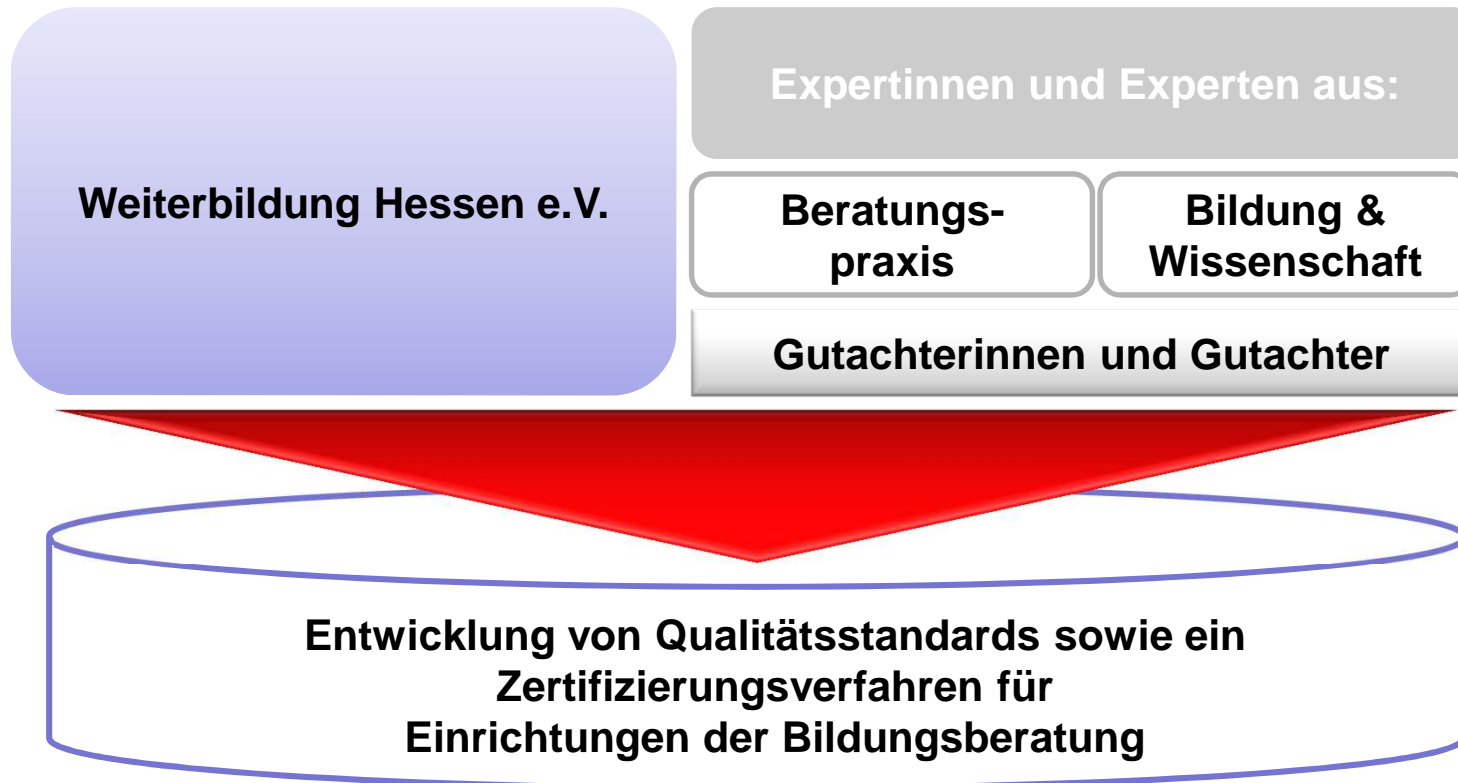 Weiterbildung Hessen e.V.
Expertinnen und Experten aus:
Beratungs-
praxis
Bildung &
Wissenschaft
Gutachterinnen und Gutachter
Entwicklung von Qualitätsstandards sowie ein
Zertifizierungsverfahren für
Einrichtungen der Bildungsberatung